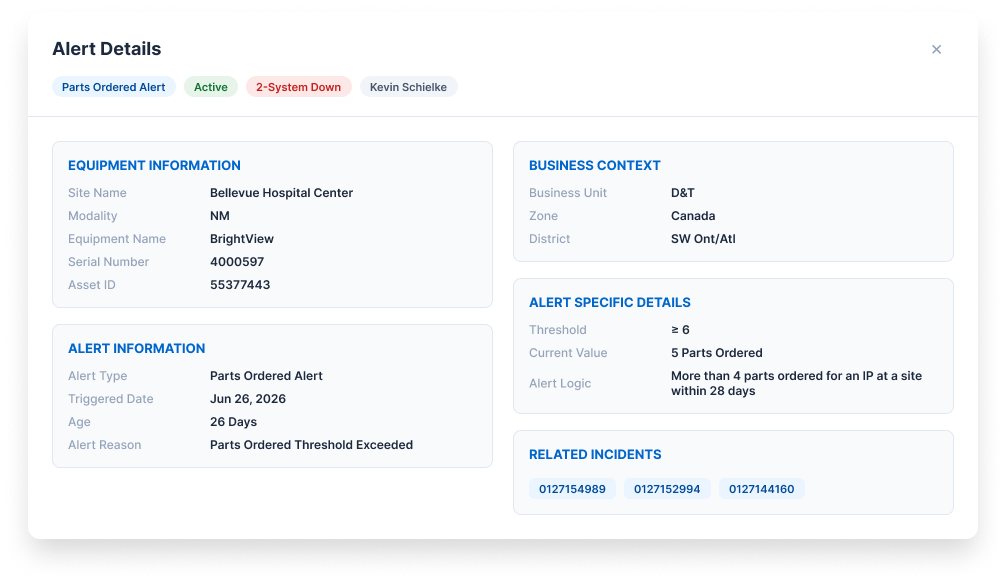 Alert Details
×
Parts Ordered Alert Active 2-System Down Kevin Schielke
EQUIPMENT INFORMATION
Site Name Bellevue Hospital Center
Modality NM
Equipment Name BrightView
Serial Number 4000597
Asset ID 55377443
ALERT INFORMATION
Alert Type Parts Ordered Alert
Triggered Date Jun 26, 2026
Age 26 Days
Alert Reason Parts Ordered Threshold Exceeded
BUSINESS CONTEXT
Business Unit D&T
Zone Canada
District SW Ont/Atl
ALERT SPECIFIC DETAILS
Threshold ≥ 6
Current Value 5 Parts Ordered
Alert Logic More than 4 parts ordered for an IP at a site
within 28 days
RELATED INCIDENTS
0127154989 0127152994 0127144160